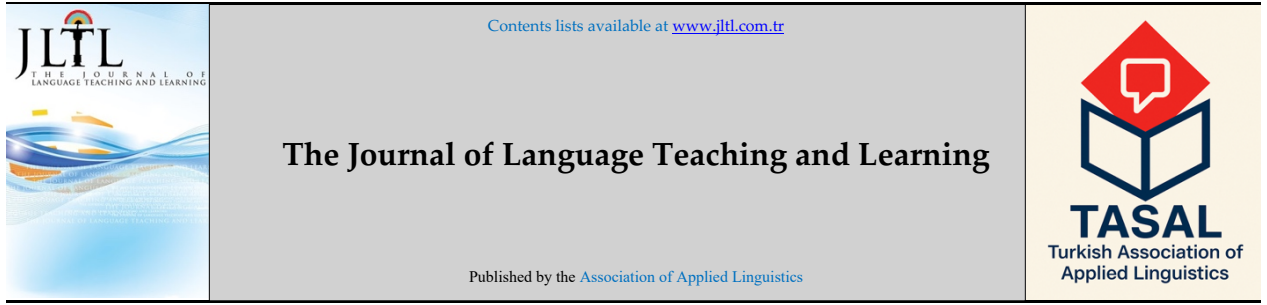 JLTL
THE JOURNAL OF
LANGUAGE TEACHING AND LEARNING
Contents lists available at www.jltl.com.tr
The Journal of Language Teaching and Learning
Published by the Association of Applied Linguistics
TASAL
Turkish Association of
Applied Linguistics